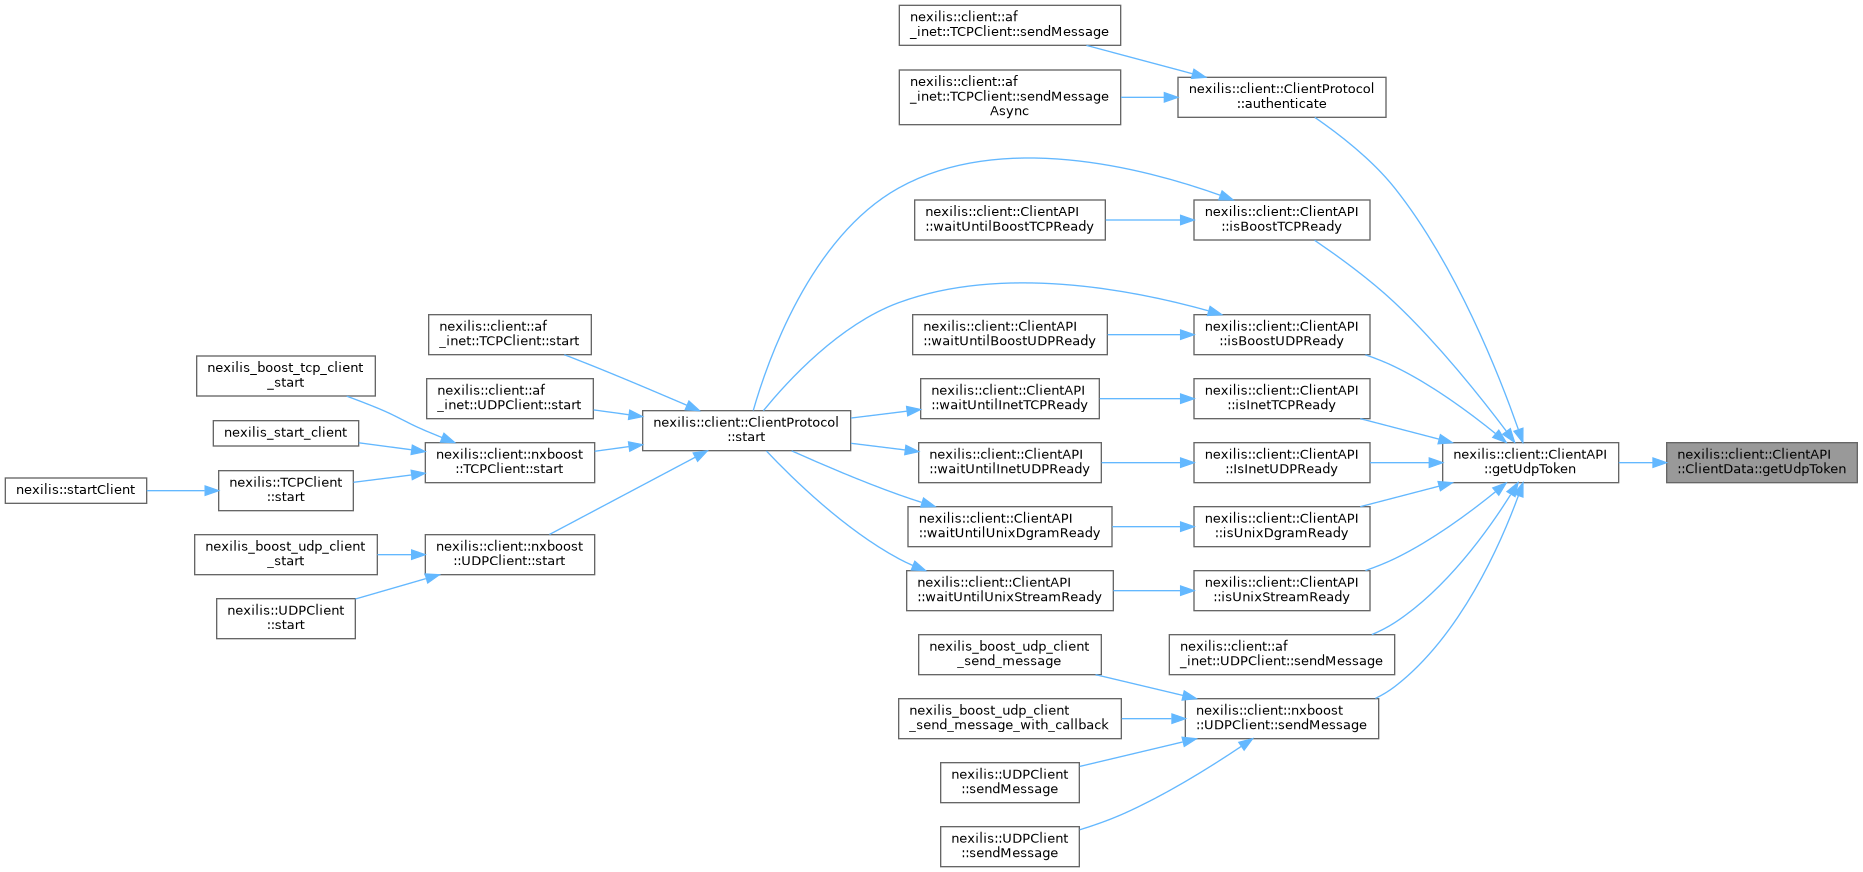 nexilis::client::af
_inet::TCPClient::sendMessage
nexilis::client::af
_inet::TCPClient::sendMessage
Async
nexilis::client::ClientProtocol
::authenticate
nexilis::client::ClientAPI
::waitUntilBoostTCPReady
nexilis::client::ClientAPI
::isBoostTCPReady
nexilis::client::af
_inet::TCPClient::start
nexilis::client::ClientAPI
::waitUntilBoostUDPReady
nexilis::client::ClientAPI
::isBoostUDPReady
nexilis_boost_tcp_client
_start
nexilis::client::af
_inet::UDPClient::start
nexilis::client::ClientAPI
::waitUntilInetTCPReady
nexilis::client::ClientAPI
::isInetTCPReady
nexilis_start_client
nexilis::client::ClientProtocol
::start
nexilis::client::nxboost
::TCPClient::start
nexilis::client::ClientAPI
::waitUntilInetUDPReady
nexilis::client::ClientAPI
::IsInetUDPReady
nexilis::client::ClientAPI
::getUdpToken
nexilis::client::ClientAPI
::ClientData::getUdpToken
nexilis::startClient
nexilis::TCPClient
::start
nexilis::client::ClientAPI
::waitUntilUnixDgramReady
nexilis::client::ClientAPI
::isUnixDgramReady
nexilis_boost_udp_client
_start
nexilis::client::nxboost
::UDPClient::start
nexilis::client::ClientAPI
::waitUntilUnixStreamReady
nexilis::client::ClientAPI
::isUnixStreamReady
nexilis::UDPClient
::start
nexilis_boost_udp_client
_send_message
nexilis::client::af
_inet::UDPClient::sendMessage
nexilis_boost_udp_client
_send_message_with_callback
nexilis::client::nxboost
::UDPClient::sendMessage
nexilis::UDPClient
::sendMessage
nexilis::UDPClient
::sendMessage